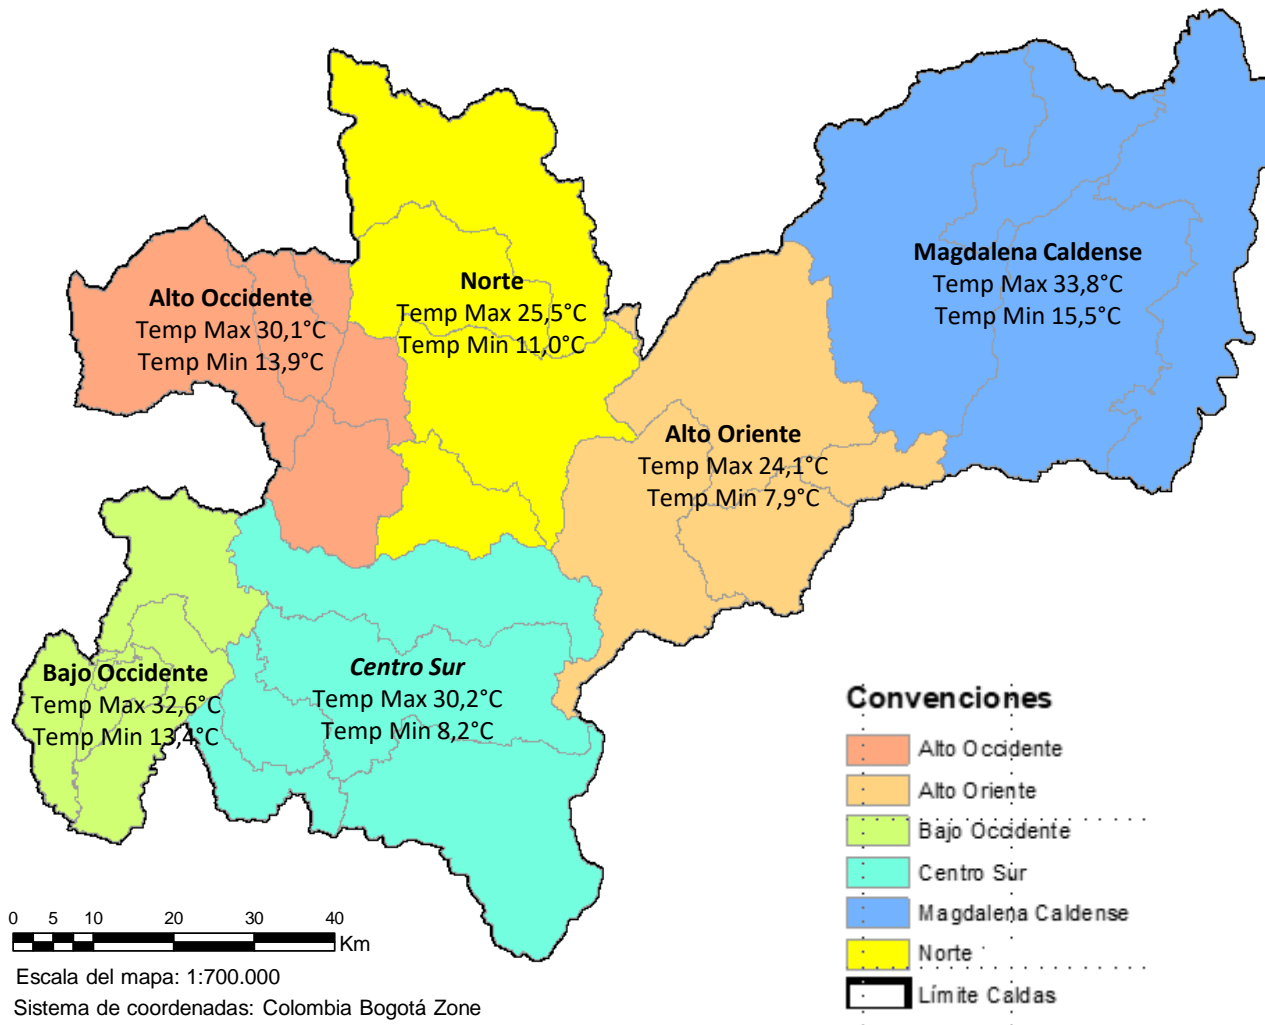 Magdalena Caldense
Temp Max 33,8°C
Temp Min 15,5°C
Norte
Temp Max 25,5°C
Temp Min 11,0°C
Alto Occidente
Temp Max 30,1°C
Temp Min 13,9°C
Alto Oriente
Temp Max 24,1°C
Temp Min 7,9°C
Bajo Occidente
Temp Max 32,6°C
Temp Min 13,4°C
Centro Sur
Temp Max 30,2°C
Temp Min 8,2°C
Convenciones
Alto Occidente
Alto Oriente
Bajo Occidente
Centro Sur
Magdalena Caldense
Norte
Límite Caldas
0 5 10 20 30 40
Km
Escala del mapa: 1:700.000
Sistema de coordenadas: Colombia Bogotá Zone